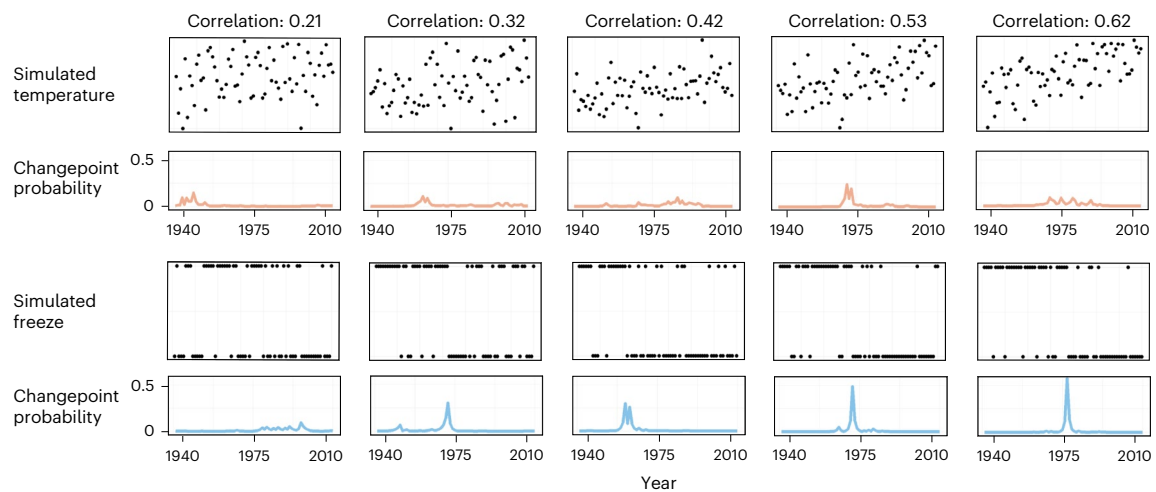 Correlation: 0.21 Correlation: 0.32 Correlation: 0.42 Correlation: 0.53 Correlation: 0.62
Simulated
temperature
Changepoint
probability
0.5
0
1940 1975 2010 1940 1975 2010 1940 1975 2010 1940 1975 2010 1940 1975 2010
Simulated
freeze
Changepoint
probability
0.5
0
1940 1975 2010 1940 1975 2010 1940 1975 2010 1940 1975 2010 1940 1975 2010
Year